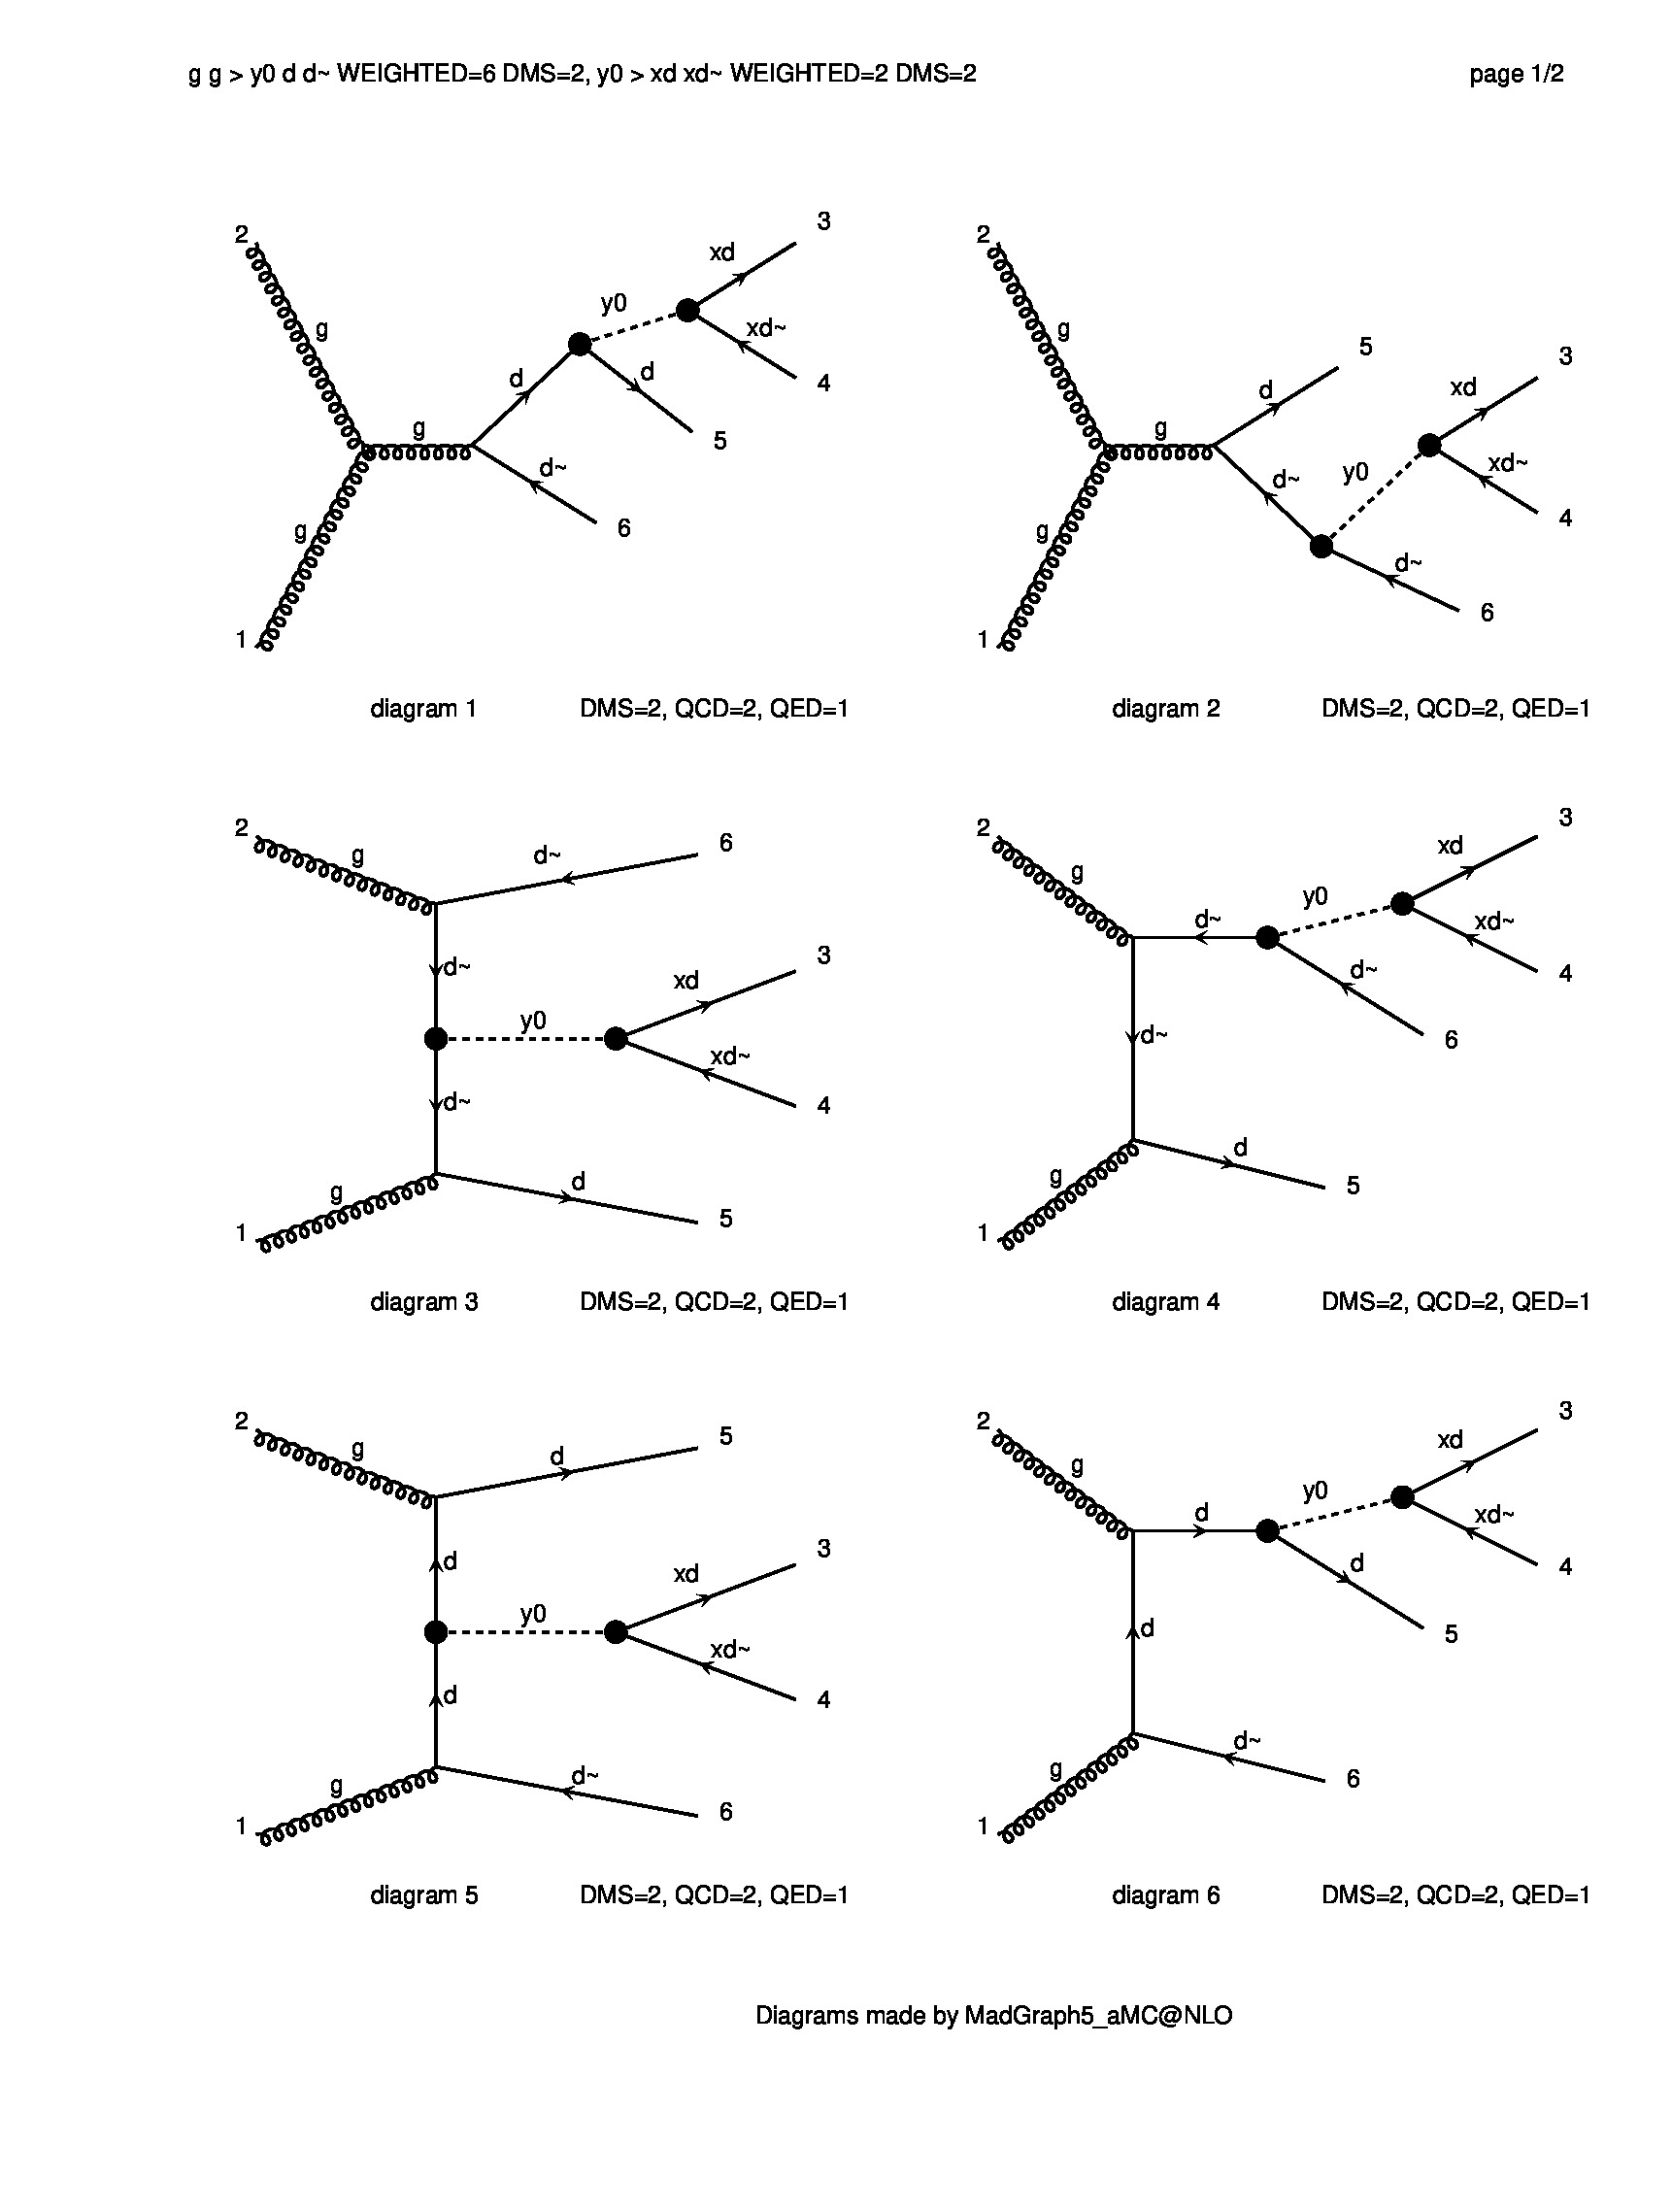 g g > y0 d d~ WEIGHTED=6 DMS=2, y0 > xd xd~ WEIGHTED=2 DMS=2 page 1/2
2 3
xd
y0
g
xd~
d d
4
g
5
d~
g
6
1
diagram 1 DMS=2, QCD=2, QED=1
2
g
5
3
d
xd
g
y0
xd~
d~
4
g
d~
6
1
diagram 2 DMS=2, QCD=2, QED=1
2
g
d~
6
3
xd
d~
y0
xd~
d~
4
g
d
5
1
diagram 3 DMS=2, QCD=2, QED=1
2
3
xd
g
y0
d~
xd~
d~
4
d~
6
d
g
5
1
diagram 4 DMS=2, QCD=2, QED=1
2
g
d
5
3
d
xd
y0
xd~
d
4
g
d~
6
1
diagram 5 DMS=2, QCD=2, QED=1
2
3
xd
g
y0
d
xd~
d
4
d
5
d~
g
6
1
diagram 6 DMS=2, QCD=2, QED=1
Diagrams made by MadGraph5_aMC@NLO